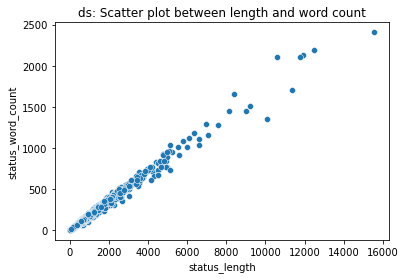 ds: Scatter plot between length and word count
2500
2000
1500
1000
500
0
status_word_count
0 2000 4000 6000 8000 10000 12000 14000 16000
status_length